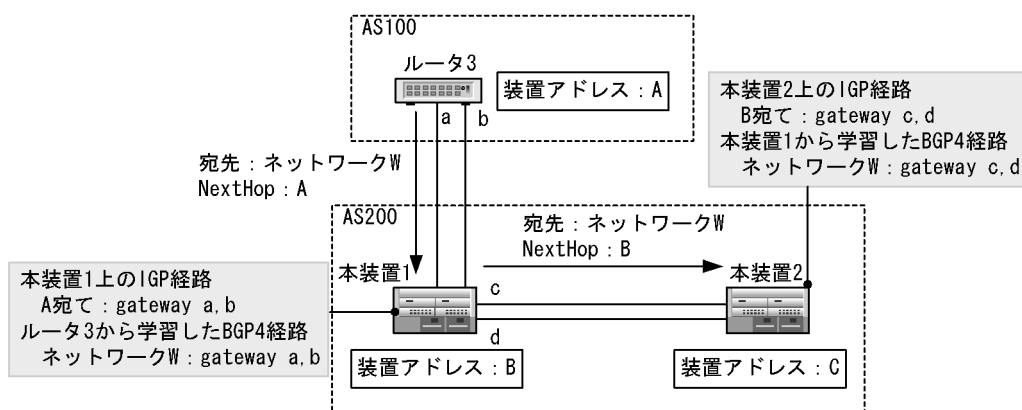 AS100
ルータ3
装置アドレス：A
a
b
宛先：ネットワークW
NextHop：A
本装置2上のIGP経路
B宛て：gateway c,d
本装置1から学習したBGP4経路
ネットワークW：gateway c,d
AS200
宛先：ネットワークW
NextHop：B
本装置1
本装置2
c
d
本装置1上のIGP経路
A宛て：gateway a,b
ルータ3から学習したBGP4経路
ネットワークW：gateway a,b
装置アドレス：B
装置アドレス：C